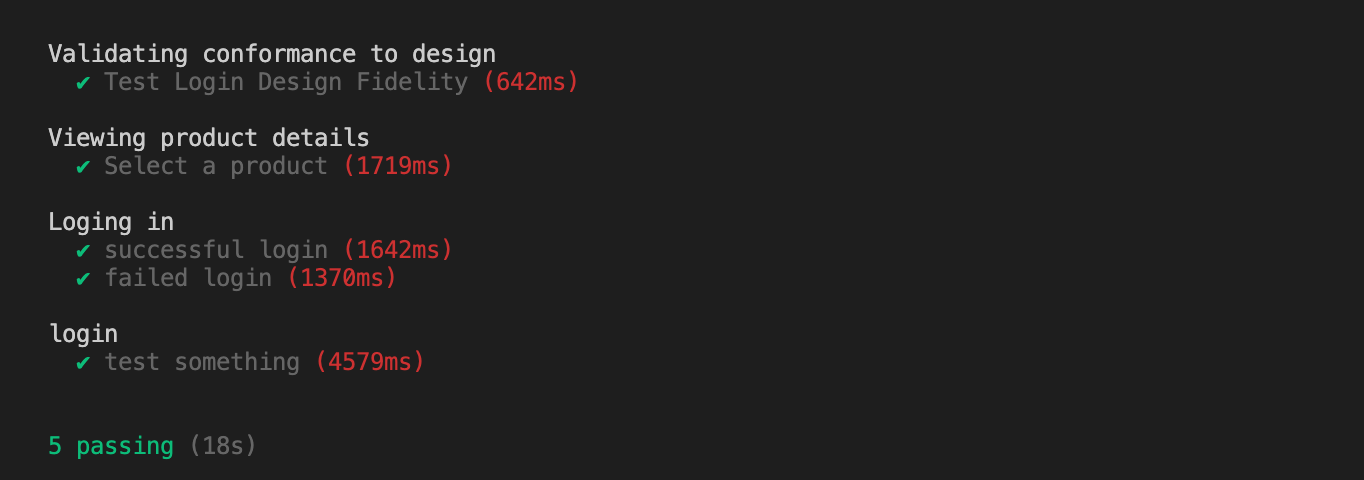 Validating conformance to design
✔ Test Login Design Fidelity (642ms)
Viewing product details
✔ Select a product (1719ms)
Loging in
✔ successful login (1642ms)
✔ failed login (1370ms)
login
✔ test something (4579ms)
5 passing (18s)